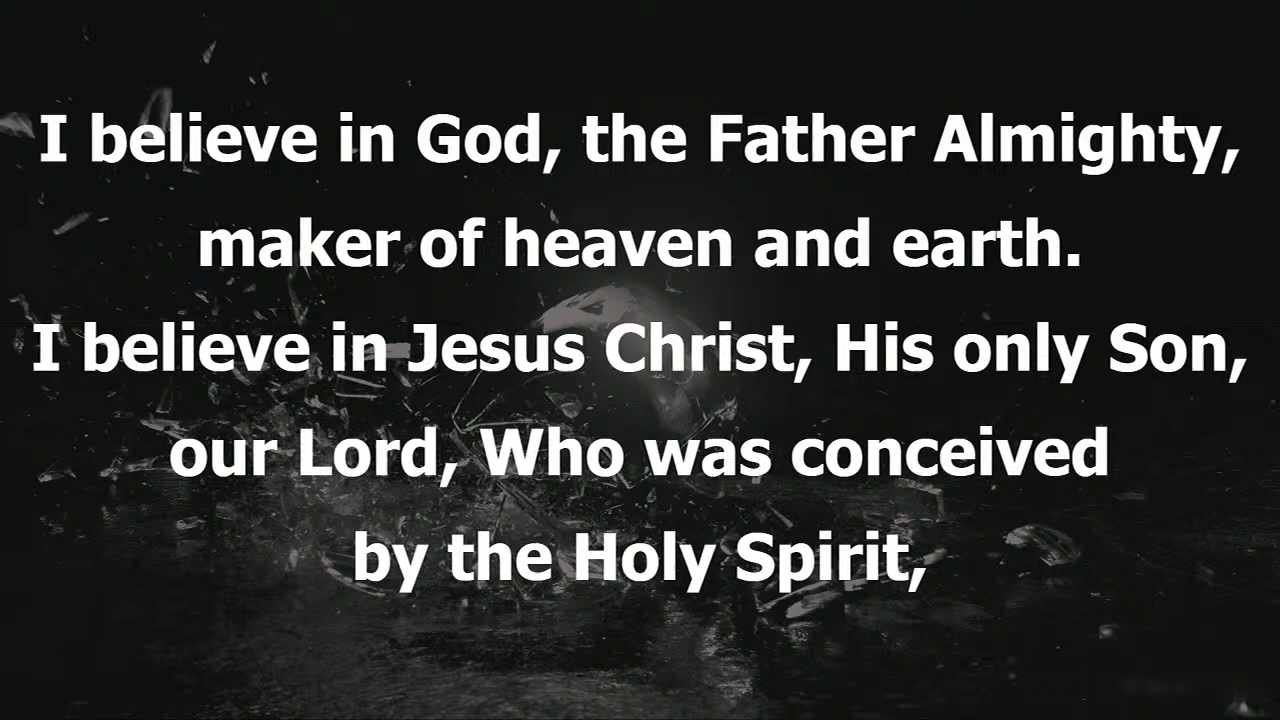 I believe in God, the Father Almighty,
maker of heaven and earth.
I believe in Jesus Christ, His only Son,
our Lord, Who was conceived
by the Holy Spirit,